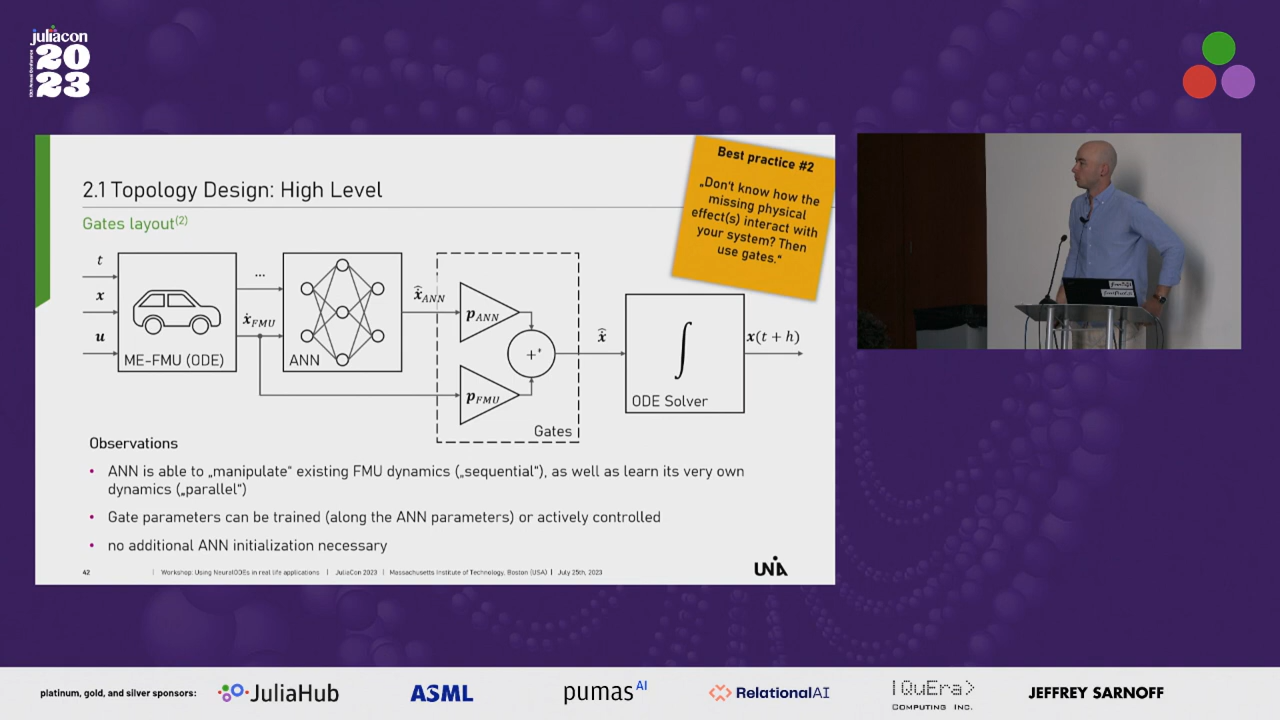 juliacon
20
23
2.1 Topology Design: High Level
Gates layout(2)
Best practice #2
„Don't know how the
missing physical
effect(s) interact with
your system? Then
use gates.“
t
x
u
ME-FMU (ODE)
...
ẋFMU
ANN
x̂̇ANN
pANN
pFMU
+
Gates
x̂̇
∫
ODE Solver
x(t + h)
Observations
• ANN is able to „manipulate“ existing FMU dynamics („sequential“), as well as learn its very own
dynamics („parallel“)
• Gate parameters can be trained (along the ANN parameters) or actively controlled
• no additional ANN initialization necessary
42 | Workshop: Using NeuralODEs in real life applications | JuliaCon 2023 | Massachusetts Institute of Technology, Boston (USA) | July 25th, 2023
UNIA
platinum, gold, and silver sponsors:
JuliaHub
ASML
pumasAI
RelationalAI
|QuEra>
COMPUTING INC.
JEFFREY SARNOFF